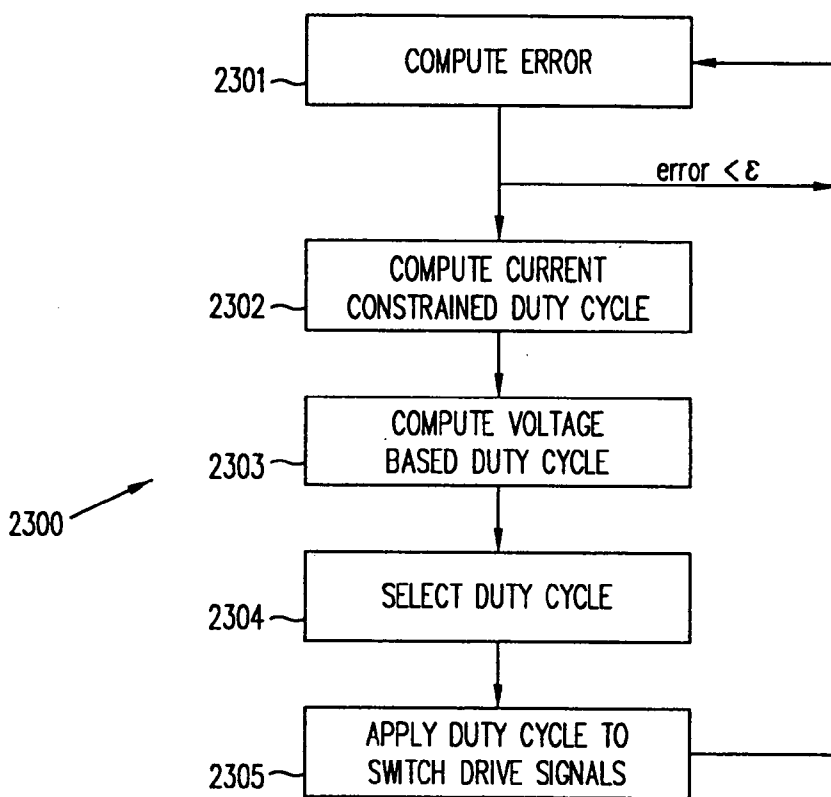 COMPUTE ERROR
2301
error < ε
COMPUTE CURRENT
CONSTRAINED DUTY CYCLE
2302
COMPUTE VOLTAGE
BASED DUTY CYCLE
2303
2300
SELECT DUTY CYCLE
2304
APPLY DUTY CYCLE TO
SWITCH DRIVE SIGNALS
2305